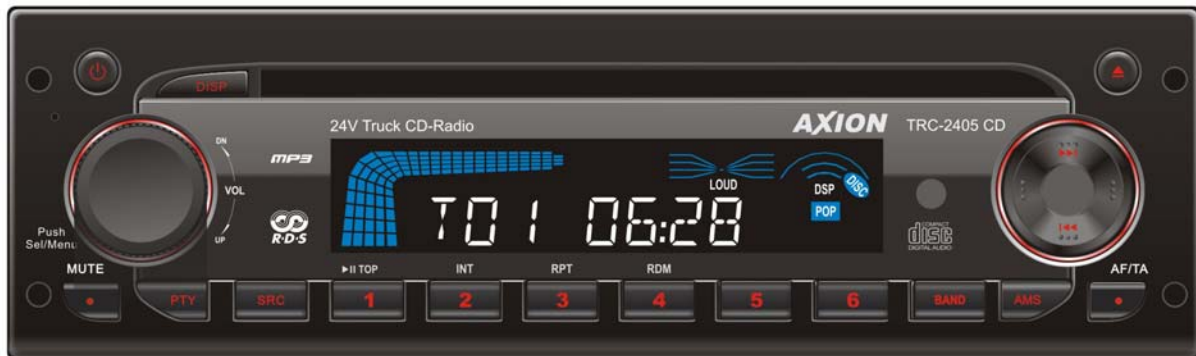 DISP
24V Truck CD-Radio
AXION
TRC-2405 CD
DN
VOL
UP
MP3
LOUD
DSP
DISC
POP
T01 06:28
R·D·S
COMPACT
disc
DIGITAL AUDIO
Push
Sel/Menu
MUTE
TOP
INT
RPT
RDM
AF/TA
PTY
SRC
1
2
3
4
5
6
BAND
AMS